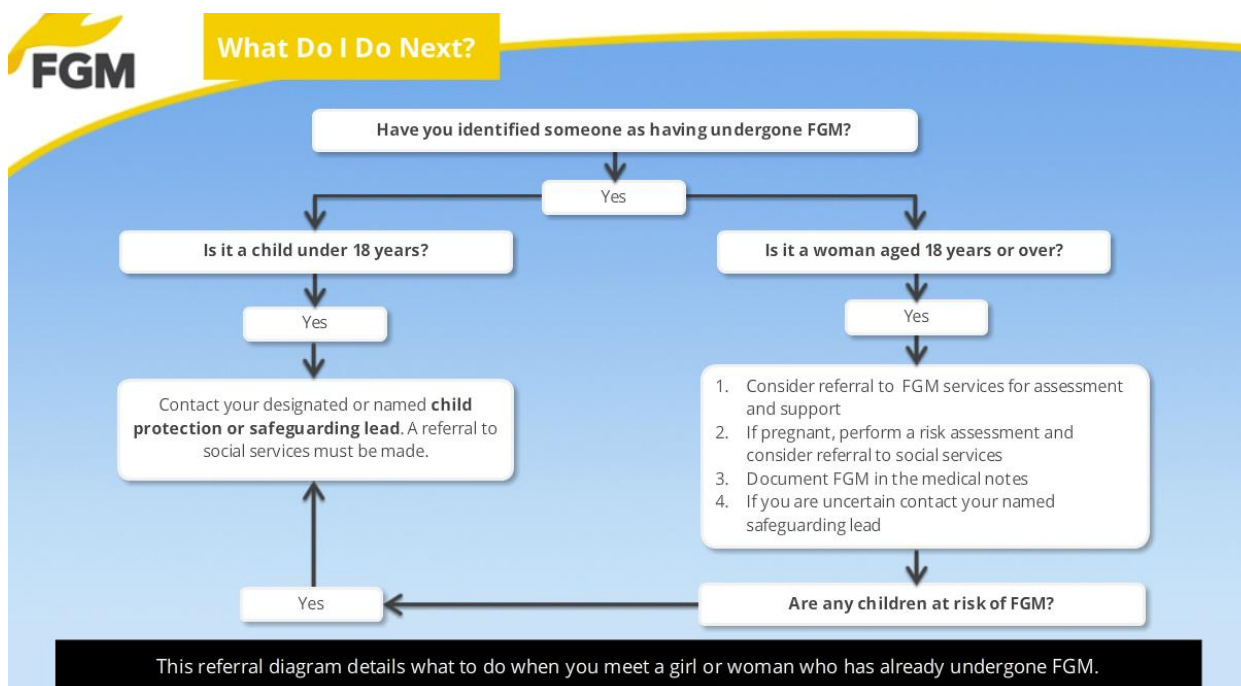 FGM
What Do I Do Next?
Have you identified someone as having undergone FGM?
Yes
Is it a child under 18 years?
Yes
Contact your designated or named child
protection or safeguarding lead. A referral to
social services must be made.
Is it a woman aged 18 years or over?
Yes
1. Consider referral to FGM services for assessment
and support
2. If pregnant, perform a risk assessment and
consider referral to social services
3. Document FGM in the medical notes
4. If you are uncertain contact your named
safeguarding lead
Are any children at risk of FGM?
Yes
This referral diagram details what to do when you meet a girl or woman who has already undergone FGM.